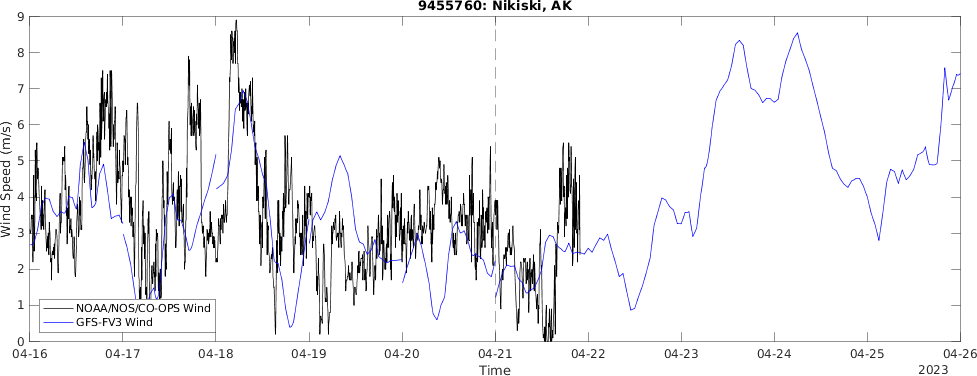 9455760: Nikiski, AK
9
8
7
6
5
4
3
2
1
0
Wind Speed (m/s)
NOAA/NOS/CO-OPS Wind
GFS-FV3 Wind
04-16 04-17 04-18 04-19 04-20 04-21 04-22 04-23 04-24 04-25 04-26
Time
2023